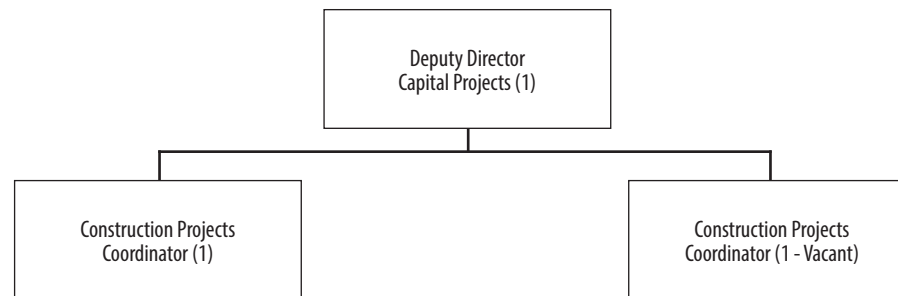 Deputy Director
Capital Projects (1)
Construction Projects
Coordinator (1)
Construction Projects
Coordinator (1 - Vacant)